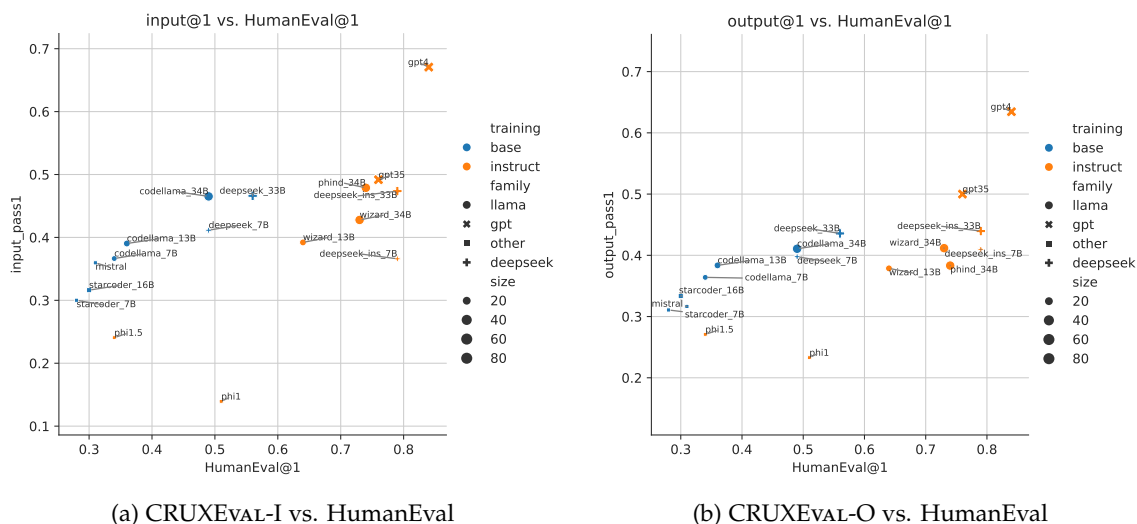 input@1 vs. HumanEval@1
0.7
0.6
0.5
0.4
0.3
0.2
0.1
input_pass1
gpt4
gpt35
phind_34B
deepseek_ins_33B
codellama_34B
deepseek_33B
wizard_34B
deepseek_7B
codellama_13B
wizard_13B
codellama_7B
deepseek_ins_7B
mistral
starcoder_16B
starcoder_7B
phi1.5
phi1
0.3 0.4 0.5 0.6 0.7 0.8
HumanEval@1
training
base
instruct
family
llama
gpt
other
deepseek
size
20
40
60
80
(a) CRUXEVAL-I vs. HumanEval
output@1 vs. HumanEval@1
0.7
0.6
0.5
0.4
0.3
0.2
output_pass1
gpt4
gpt35
deepseek_33B
deepseek_ins_33B
codellama_34B
wizard_34B
deepseek_ins_7B
codellama_13B
deepseek_7B
wizard_13B
phind_34B
codellama_7B
starcoder_16B
mistral
starcoder_7B
phi1.5
phi1
0.3 0.4 0.5 0.6 0.7 0.8
HumanEval@1
training
base
instruct
family
llama
gpt
other
deepseek
size
20
40
60
80
(b) CRUXEVAL-O vs. HumanEval